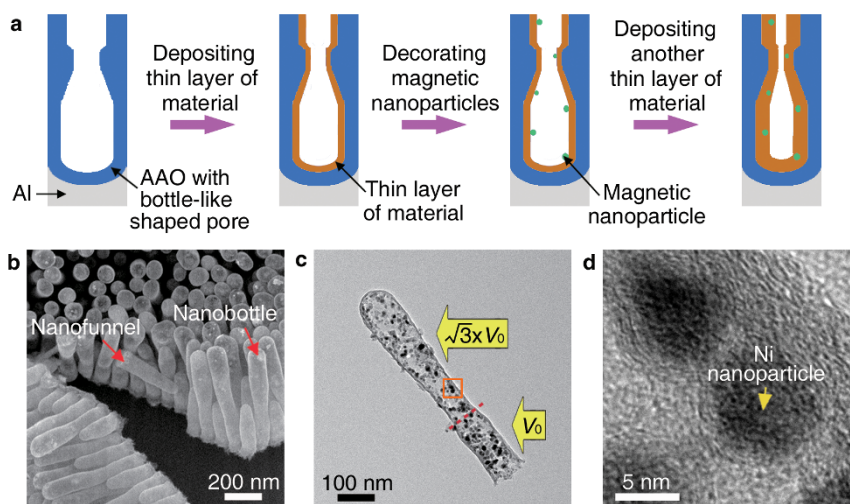 a
Depositing
thin layer of
material
Decorating
magnetic
nanoparticles
Depositing
another
thin layer of
material
Al
AAO with
bottle-like
shaped pore
Thin layer
of material
Magnetic
nanoparticle
b
Nanofunnel
Nanobottle
200 nm
c
√3x V₀
V₀
100 nm
d
Ni
nanoparticle
5 nm